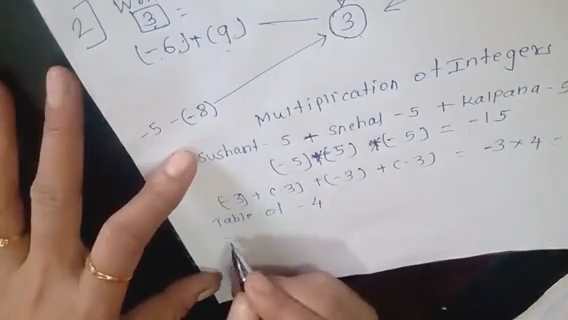 2]
3 =
(-6)+(9) 3
-5 -(-8)
Multiplication of Integers
sushant - 5 + snehal - 5 + kalpana - 5
(-5)*(-5)*(-5) = -15
(-3)+(-3)+(-3)+(-3) = -3×4 =
Table of -4